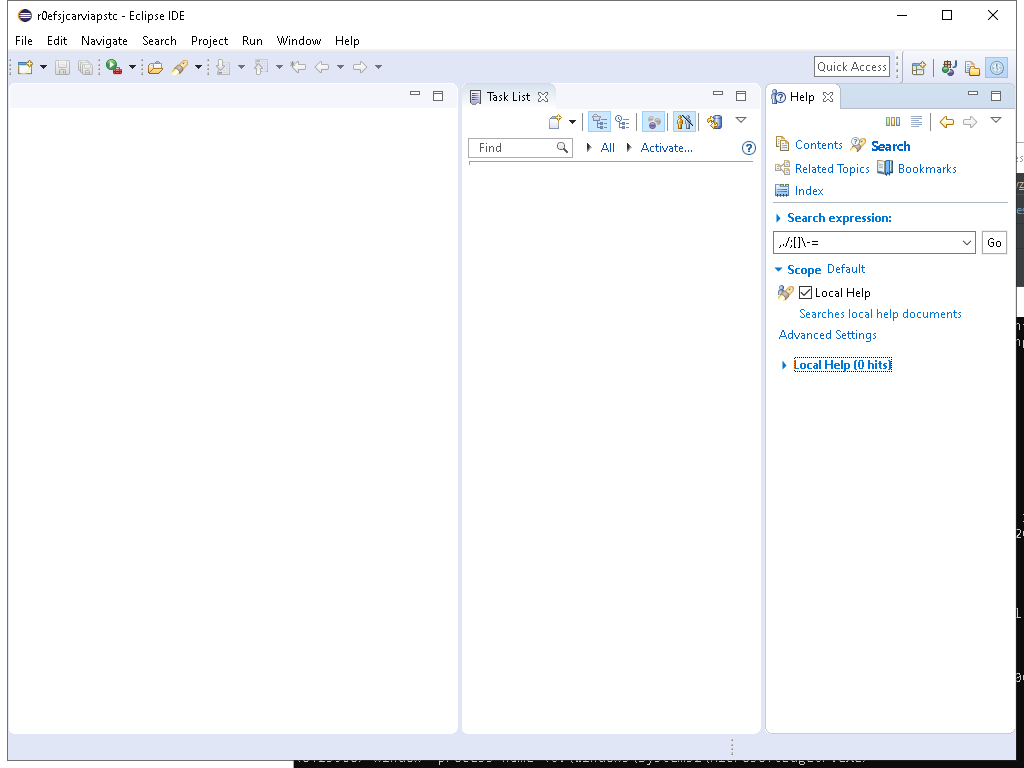 r0efsjcarviapstc - Eclipse IDE
File Edit Navigate Search Project Run Window Help
Quick Access
Task List
Help
Find
All
Activate...
Contents Search
Related Topics Bookmarks
Index
Search expression:
,./;[]\-=
Go
Scope Default
Local Help
Searches local help documents
Advanced Settings
Local Help (0 hits)